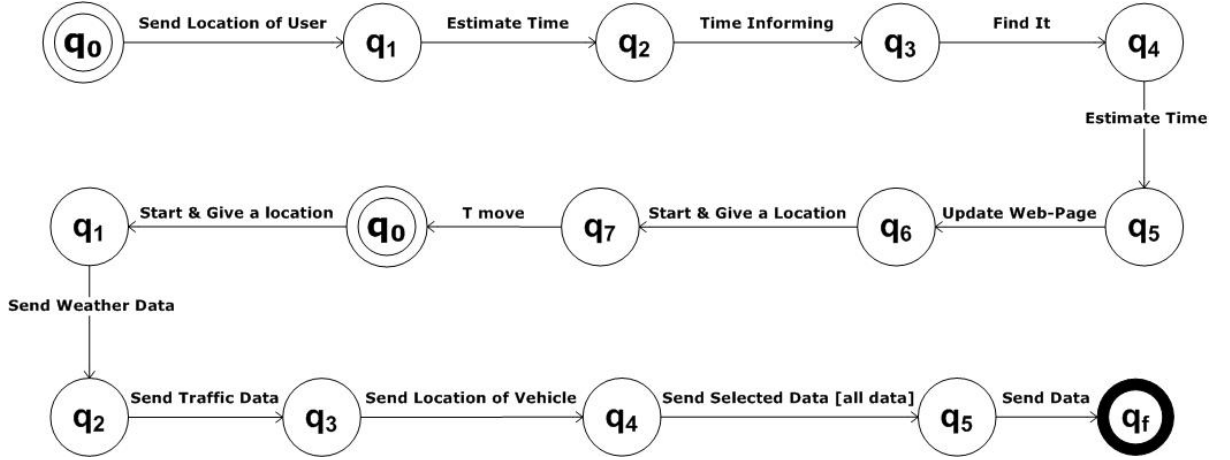 q0 Send Location of User q1 Estimate Time q2 Time Informing q3 Find It q4
Estimate Time
q1 Start & Give a location q0 T move q7 Start & Give a Location q6 Update Web-Page q5
Send Weather Data
q2 Send Traffic Data q3 Send Location of Vehicle q4 Send Selected Data [all data] q5 Send Data qf